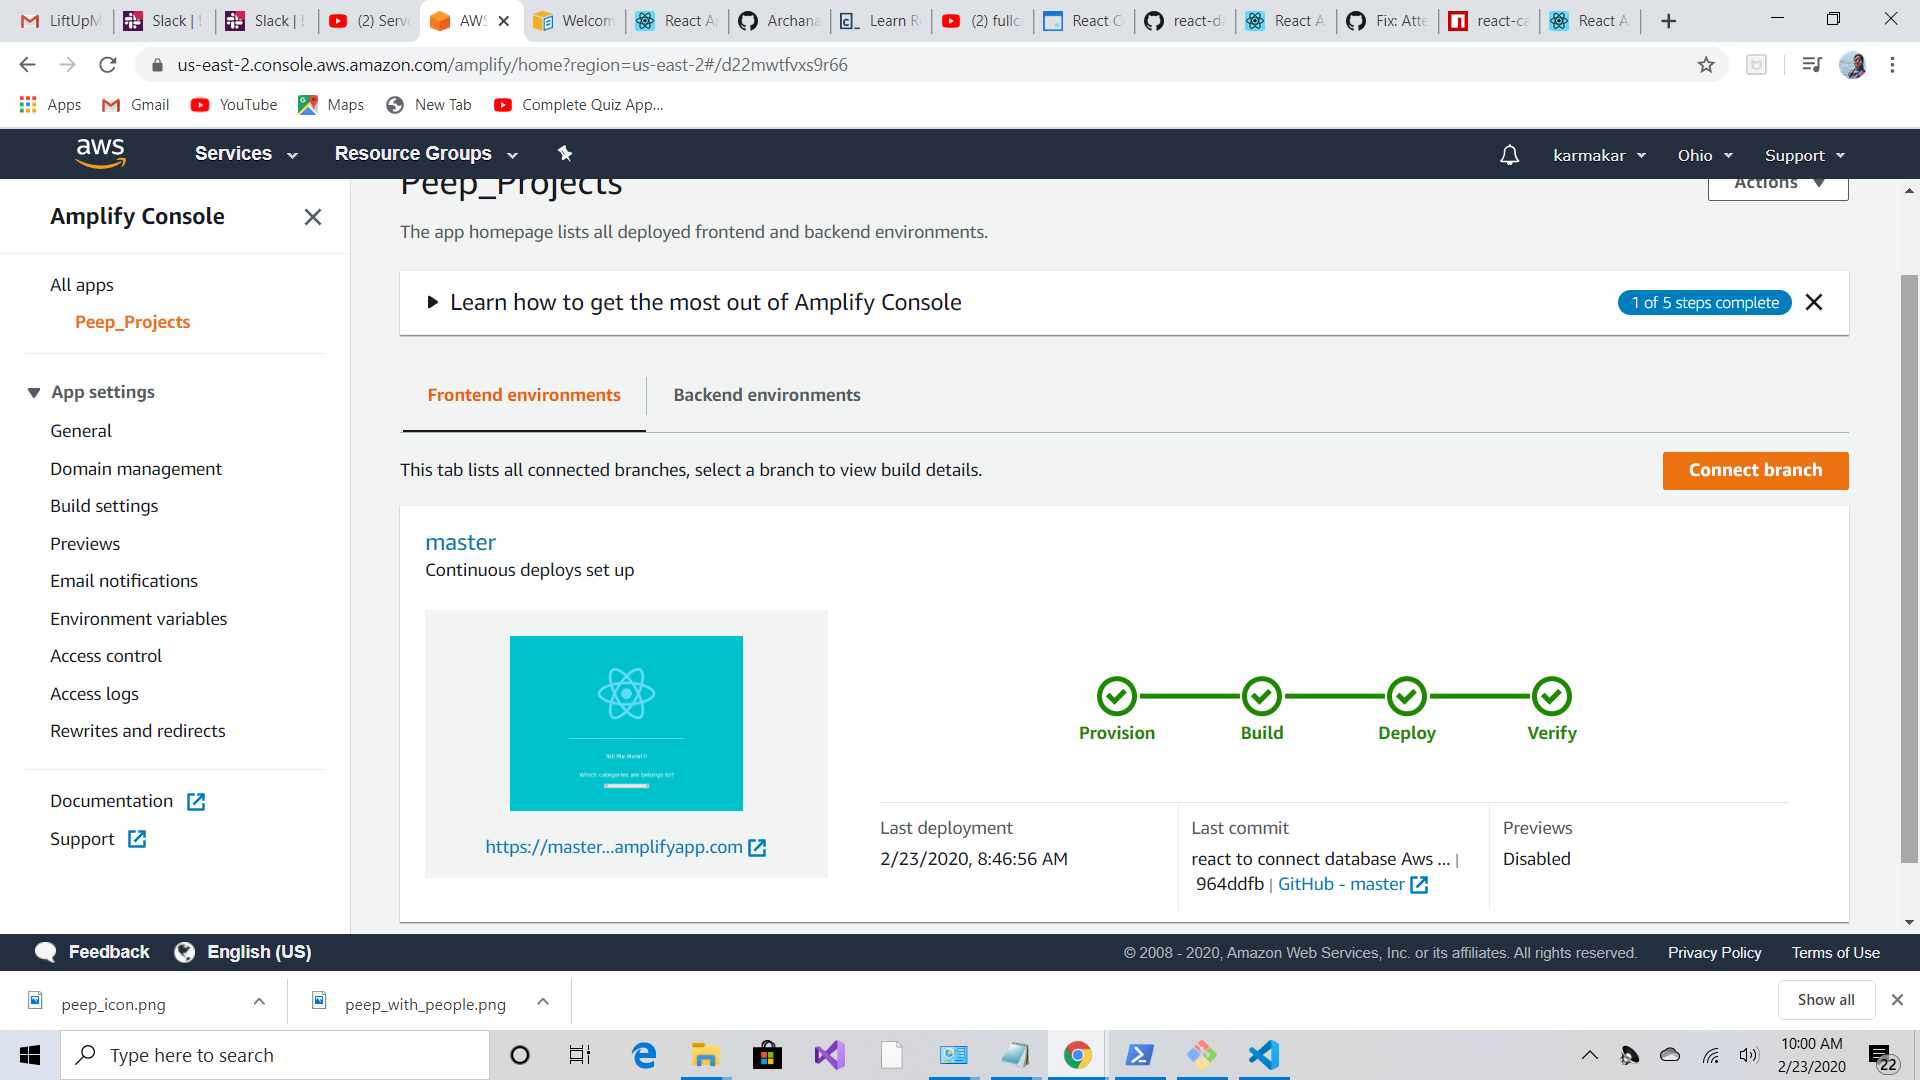 LiftUpM
Slack | !
Slack | !
(2) Serv
AWS
Welcom
React A
Archana
Learn R
(2) fullc
React C
react-da
React A
Fix: Atte
react-ca
React A
us-east-2.console.aws.amazon.com/amplify/home?region=us-east-2#/d22mwtfvxs9r66
Apps
Gmail
YouTube
Maps
New Tab
Complete Quiz App...
aws
Services
Resource Groups
karmakar
Ohio
Support
Amplify Console
All apps
Peep_Projects
App settings
General
Domain management
Build settings
Previews
Email notifications
Environment variables
Access control
Access logs
Rewrites and redirects
Documentation
Support
Peep_Projects
Actions
The app homepage lists all deployed frontend and backend environments.
Learn how to get the most out of Amplify Console
1 of 5 steps complete
Frontend environments
Backend environments
This tab lists all connected branches, select a branch to view build details.
Connect branch
master
Continuous deploys set up
Tell Me More!!
Which categories are belongs to?
https://master...amplifyapp.com
Provision
Build
Deploy
Verify
Last deployment
2/23/2020, 8:46:56 AM
Last commit
react to connect database Aws ... |
964ddfb | GitHub - master
Previews
Disabled
Feedback
English (US)
© 2008 - 2020, Amazon Web Services, Inc. or its affiliates. All rights reserved.
Privacy Policy
Terms of Use
peep_icon.png
peep_with_people.png
Show all
Type here to search
10:00 AM
2/23/2020
22